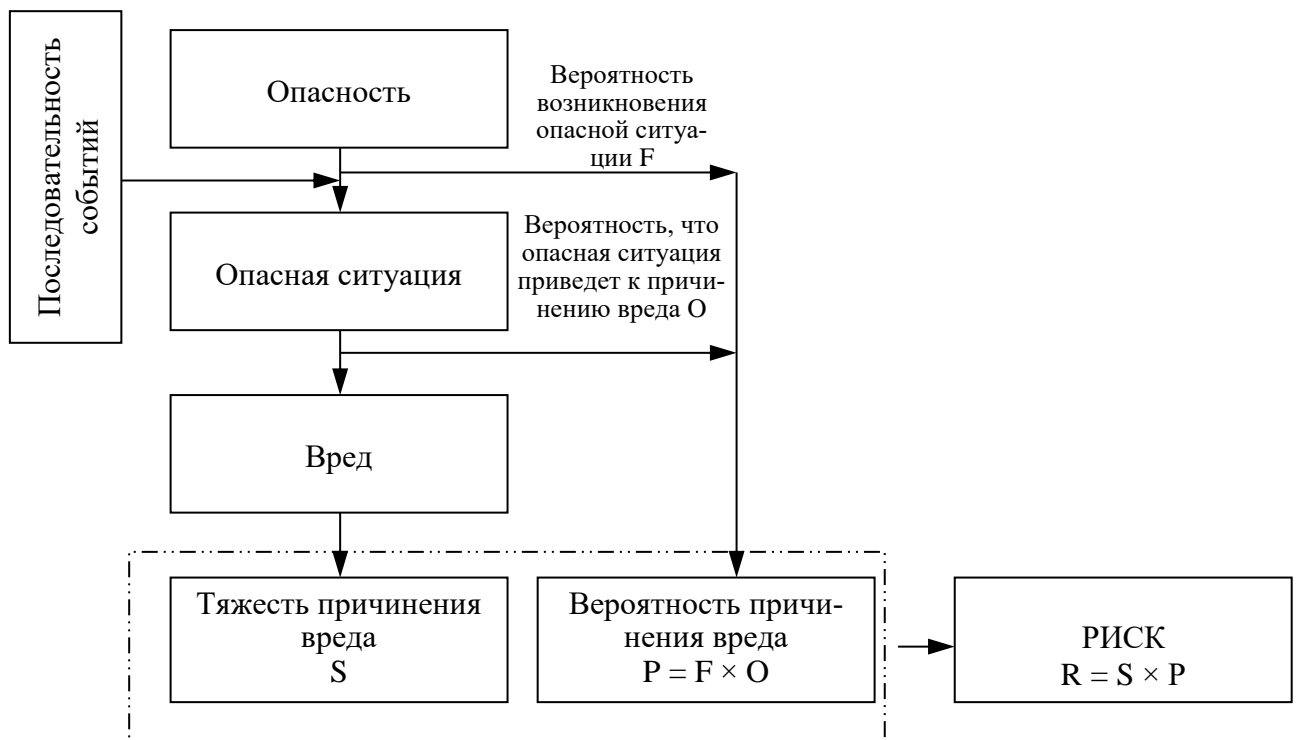 Последовательность
событий
Опасность
Вероятность
возникновения
опасной ситуа-
ции F
Опасная ситуация
Вероятность, что
опасная ситуация
приведет к причи-
нению вреда O
Вред
Тяжесть причинения
вреда
S
Вероятность причи-
нения вреда
P = F × O
РИСК
R = S × P